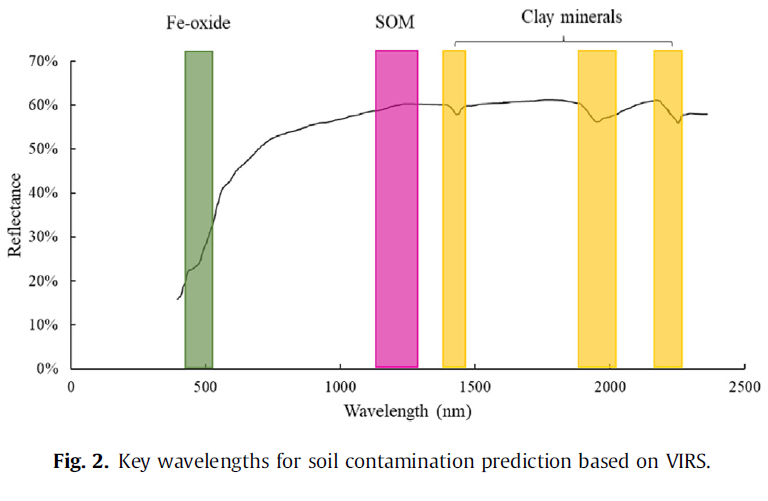 Fe-oxide
SOM
Clay minerals
70%
60%
50%
40%
30%
20%
10%
0%
Reflectance
0
500
1000
1500
2000
2500
Wavelength (nm)
Fig. 2. Key wavelengths for soil contamination prediction based on VIRS.